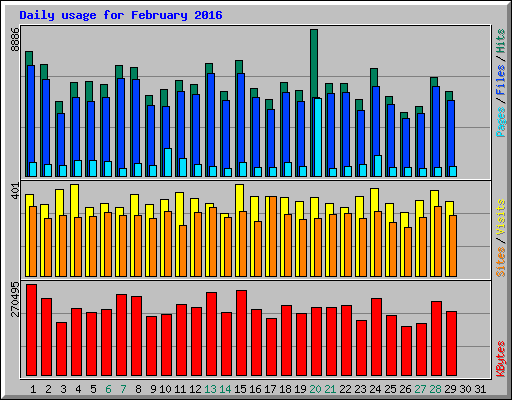 Daily usage for February 2016
8886
Pages / Files / Hits
401
Sites / Visits
270495
KBytes
1 2 3 4 5 6 7 8 9 10 11 12 13 14 15 16 17 18 19 20 21 22 23 24 25 26 27 28 29 30 31